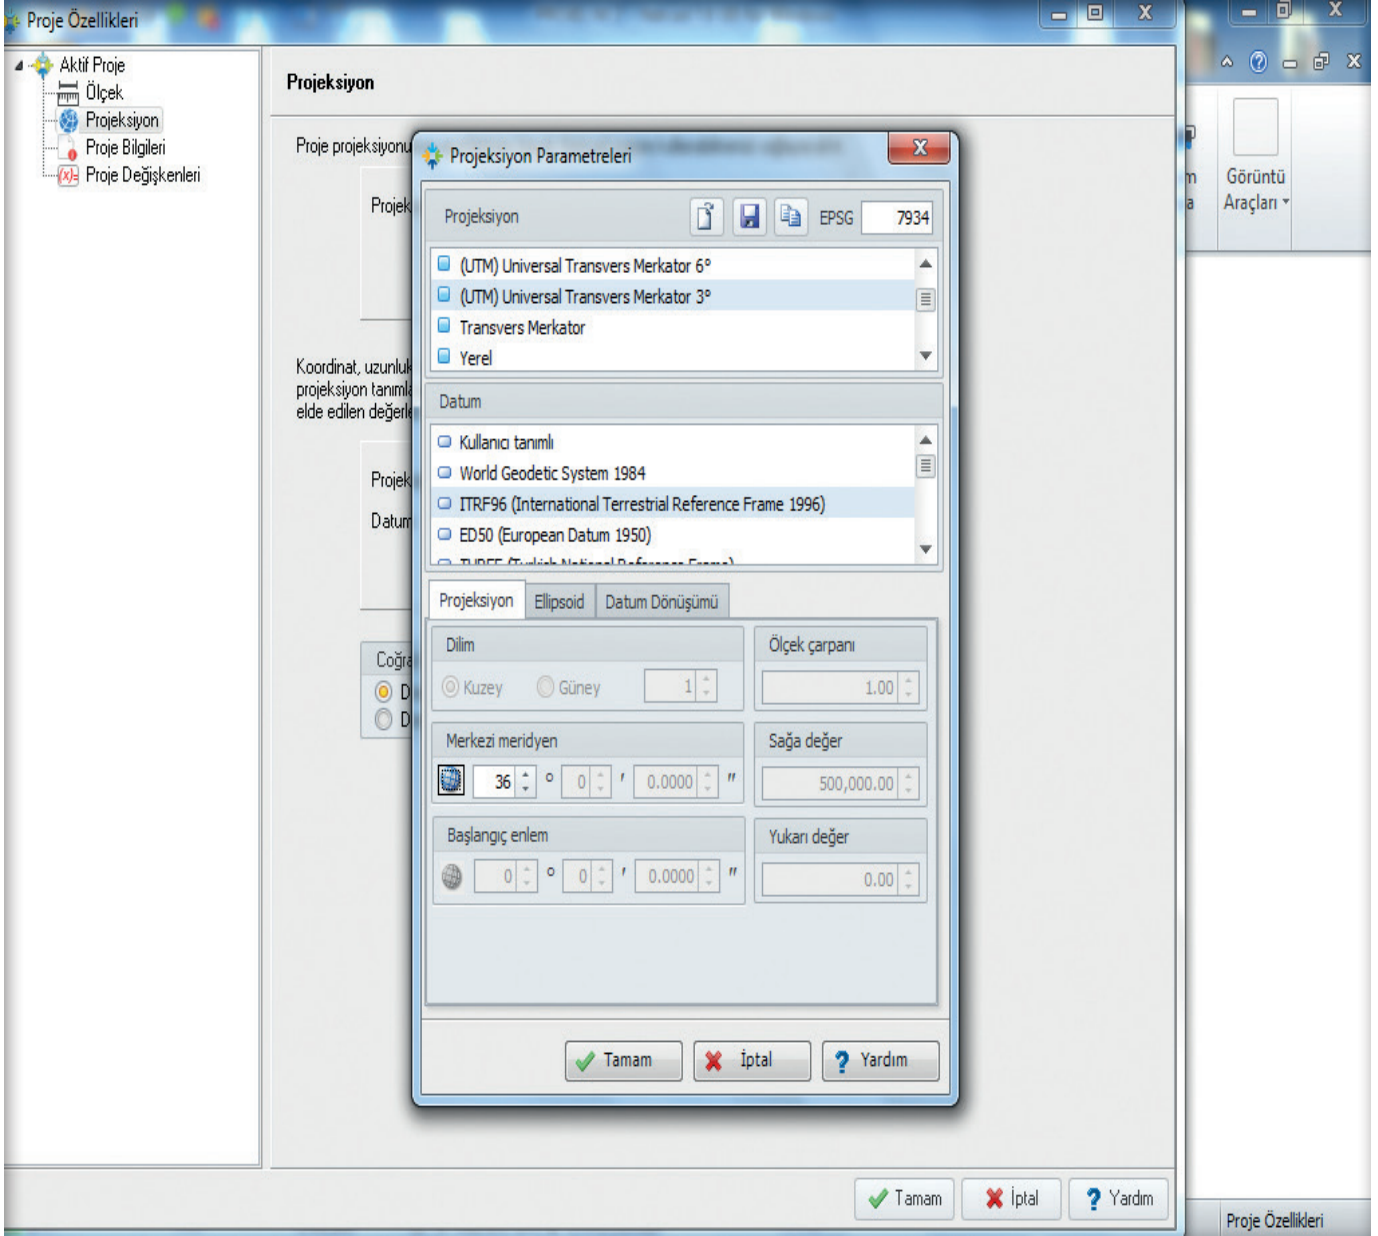 Proje Özellikleri
Aktif Proje
Ölçek
Projeksiyon
Proje Bilgileri
Proje Değişkenleri
Projeksiyon
Proje projeksiyonu
Projek
Koordinat, uzunluk
projeksiyon tanımla
elde edilen değerle
Projek
Datum
Coğra
D
D
Projeksiyon Parametreleri
Projeksiyon
EPSG 7934
(UTM) Universal Transvers Merkator 6°
(UTM) Universal Transvers Merkator 3°
Transvers Merkator
Yerel
Datum
Kullanıcı tanımlı
World Geodetic System 1984
ITRF96 (International Terrestrial Reference Frame 1996)
ED50 (European Datum 1950)
Projeksiyon Ellipsoid Datum Dönüşümü
Dilim
Kuzey Güney 1
Ölçek çarpanı
1.00
Merkezi meridyen
36 ° 0 ' 0.0000 "
Sağa değer
500,000.00
Başlangıç enlem
0 ° 0 ' 0.0000 "
Yukarı değer
0.00
Tamam İptal Yardım
Tamam İptal Yardım
m
a
Görüntü
Araçları
Proje Özellikleri